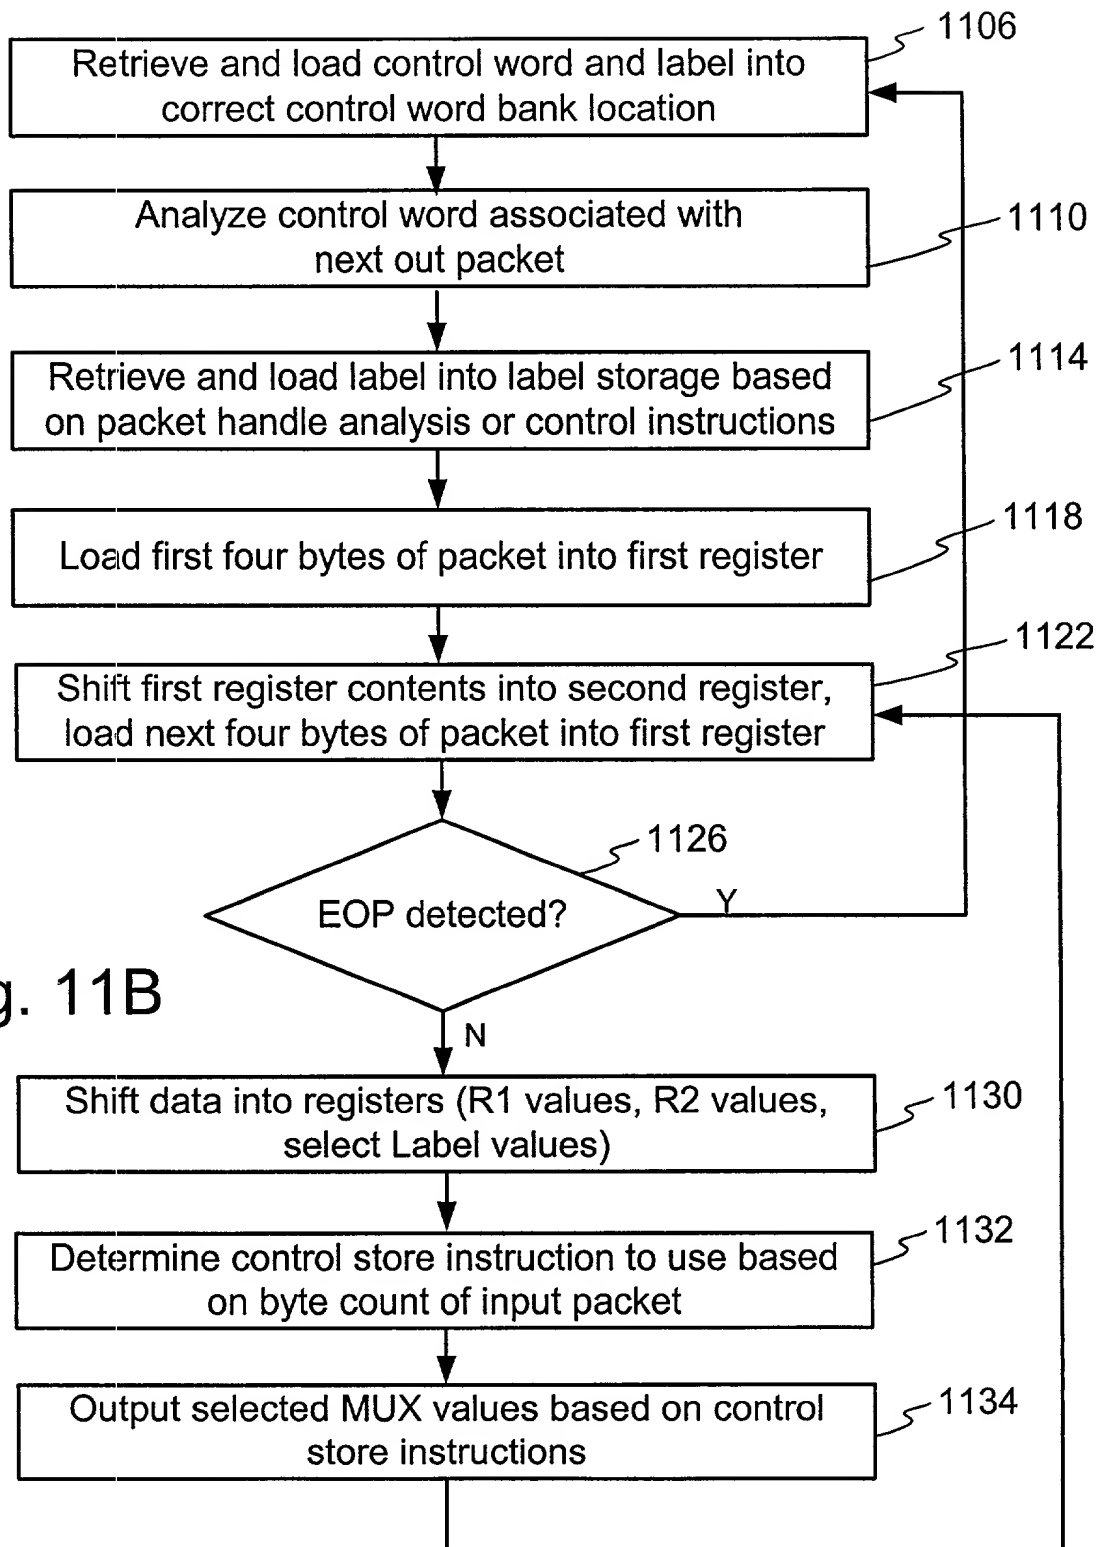 1106
Retrieve and load control word and label into
correct control word bank location
Analyze control word associated with
next out packet
1110
Retrieve and load label into label storage based
on packet handle analysis or control instructions
1114
Load first four bytes of packet into first register
1118
Shift first register contents into second register,
load next four bytes of packet into first register
1122
EOP detected?
1126
Y
N
g. 11B
Shift data into registers (R1 values, R2 values,
select Label values)
1130
Determine control store instruction to use based
on byte count of input packet
1132
Output selected MUX values based on control
store instructions
1134